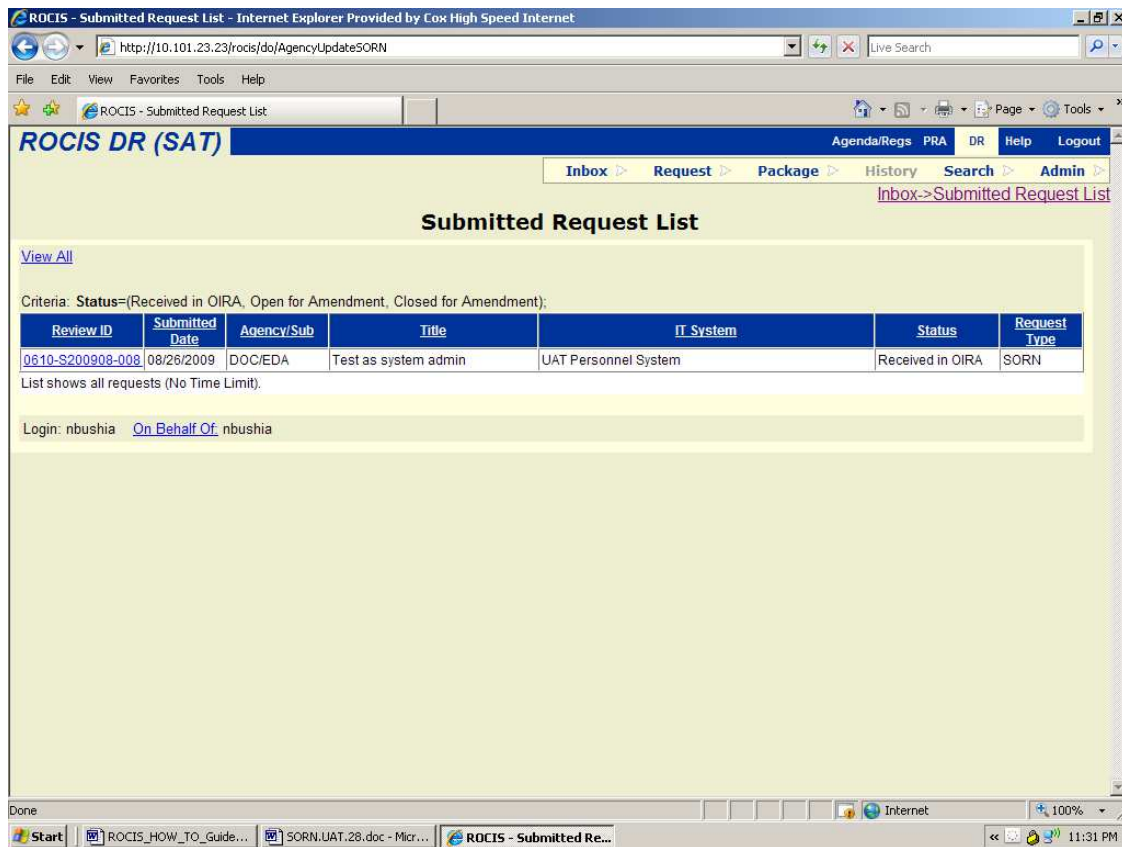 ROCIS - Submitted Request List - Internet Explorer Provided by Cox High Speed Internet
http://10.101.23.23/rocis/do/AgencyUpdateSORN
Live Search
File Edit View Favorites Tools Help
ROCIS - Submitted Request List
Page Tools
ROCIS DR (SAT)
Agenda/Regs PRA DR Help Logout
Inbox Request Package History Search Admin
Inbox->Submitted Request List
Submitted Request List
View All
Criteria: Status=(Received in OIRA, Open for Amendment, Closed for Amendment);
Review ID Submitted Date Agency/Sub Title IT System Status Request Type
0610-S200908-008 08/26/2009 DOC/EDA Test as system admin UAT Personnel System Received in OIRA SORN
List shows all requests (No Time Limit).
Login: nbushia On Behalf Of: nbushia
Done Internet 100%
Start ROCIS_HOW_TO_Guide... SORN.UAT.28.doc - Micr... ROCIS - Submitted Re... 11:31 PM